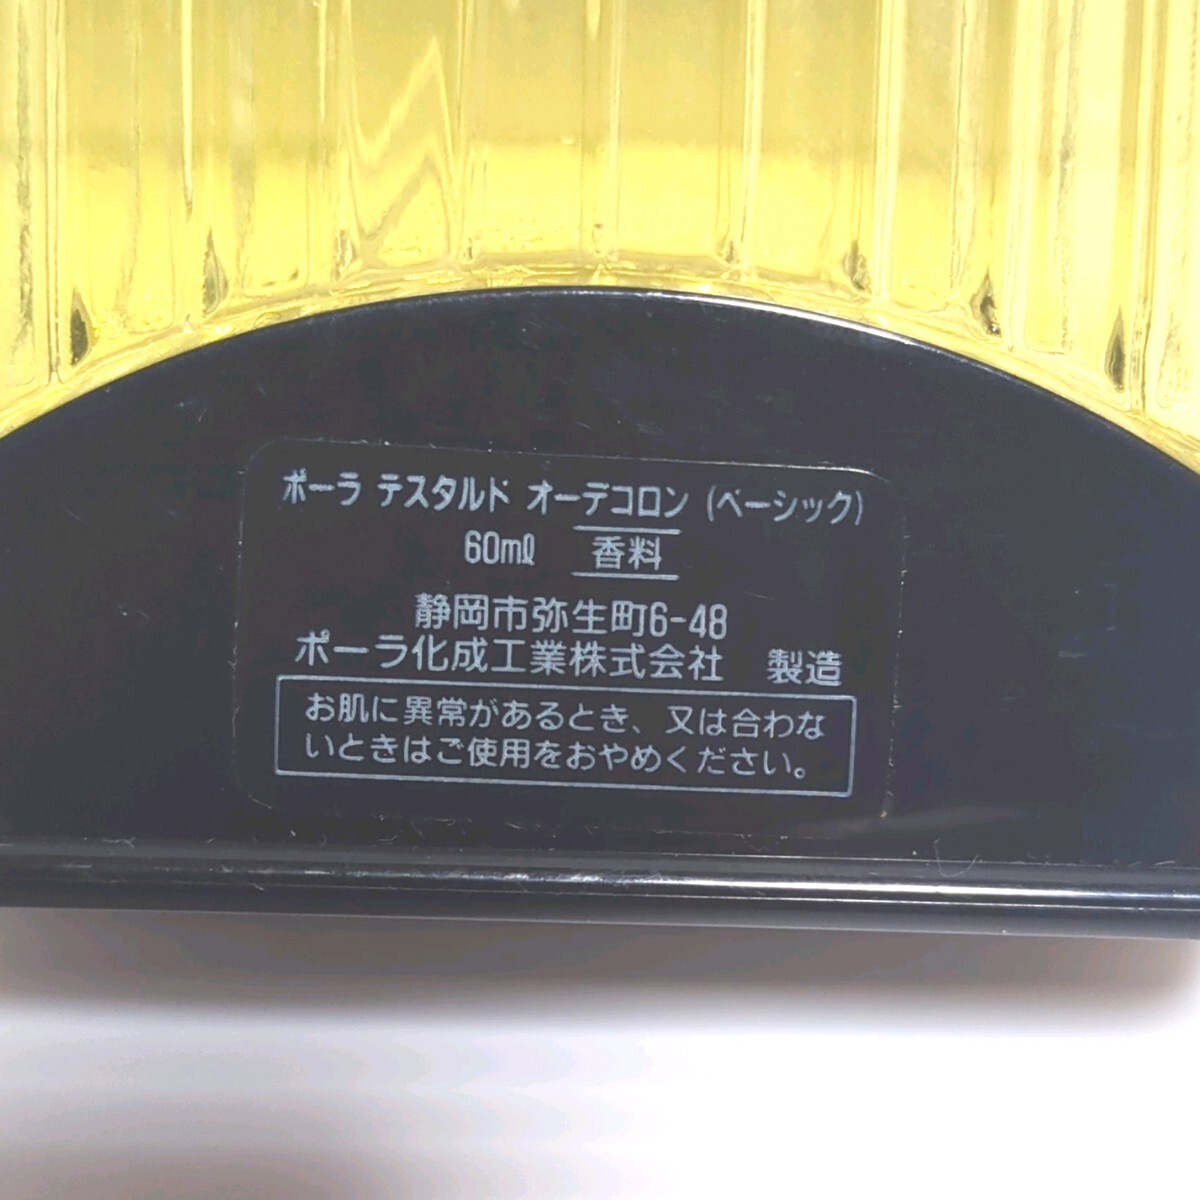 ポーラ テスタルド オーデコロン (ベーシック)
60ml 香料
静岡市弥生町6-48
ポーラ化成工業株式会社 製造
お肌に異常があるとき、又は合わな
いときはご使用をおやめください。